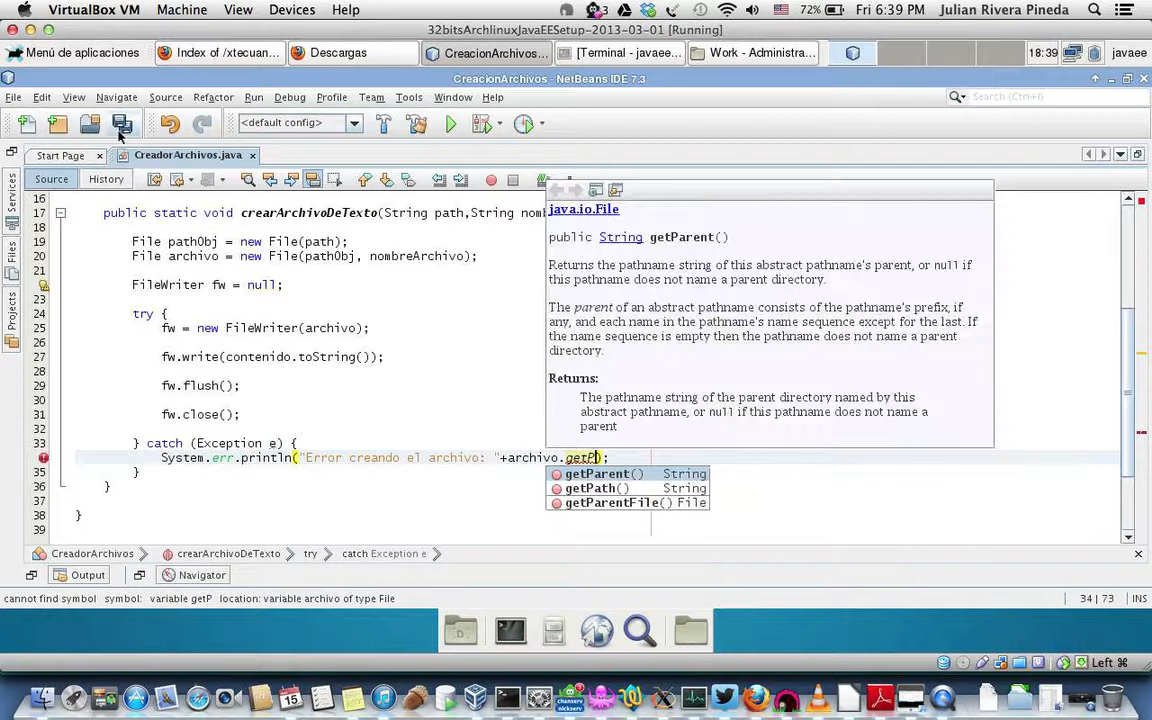 VirtualBox VM Machine View Devices Help 3 72% Fri 6:39 PM Julian Rivera Pineda
32bitsArchlinuxJavaEESetup-2013-03-01 [Running]
Menú de aplicaciones Index of /xtecuan... Descargas CreacionArchivos... [Terminal - javaee... Work - Administra... 18:39 javaee
CreacionArchivos - NetBeans IDE 7.3
File Edit View Navigate Source Refactor Run Debug Profile Team Tools Window Help Search (Ctrl+I)
<default config>
Start Page CreadorArchivos.java
Source History
Services
Files
Projects
java.io.File
public String getParent()
Returns the pathname string of this abstract pathname's parent, or null if
this pathname does not name a parent directory.
The parent of an abstract pathname consists of the pathname's prefix, if
any, and each name in the pathname's name sequence except for the last. If
the name sequence is empty then the pathname does not name a parent
directory.
Returns:
The pathname string of the parent directory named by this
abstract pathname, or null if this pathname does not name a
parent
16
17 public static void crearArchivoDeTexto(String path,String nom
18
19 File pathObj = new File(path);
20 File archivo = new File(pathObj, nombreArchivo);
21
FileWriter fw = null;
23
24 try {
25 fw = new FileWriter(archivo);
26
27 fw.write(contenido.toString());
28
29 fw.flush();
30
31 fw.close();
32
33 } catch (Exception e) {
System.err.println("Error creando el archivo: "+archivo.getP);
35 }
36 }
37
38 }
39
getParent() String
getPath() String
getParentFile() File
CreadorArchivos crearArchivoDeTexto try catch Exception e
Output Navigator
cannot find symbol symbol: variable getP location: variable archivo of type File 34 / 73 INS
Left ⌘